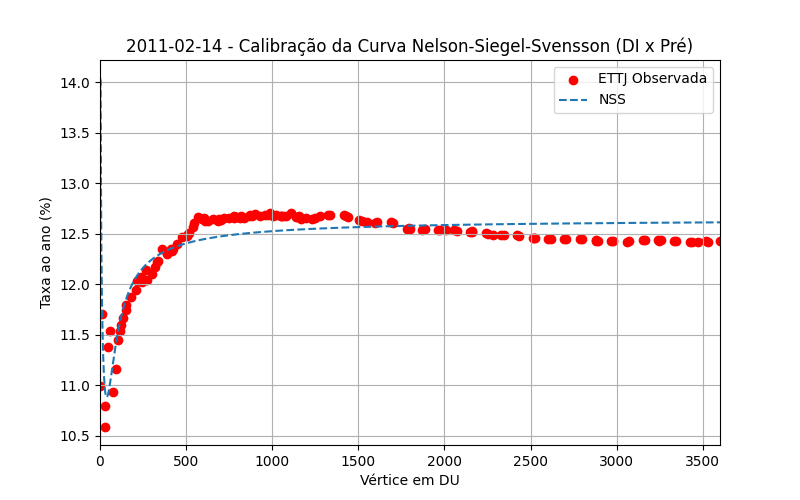 2011-02-14 - Calibração da Curva Nelson-Siegel-Svensson (DI x Pré)
ETTJ Observada
NSS
Taxa ao ano (%)
14.0
13.5
13.0
12.5
12.0
11.5
11.0
10.5
0 500 1000 1500 2000 2500 3000 3500
Vértice em DU